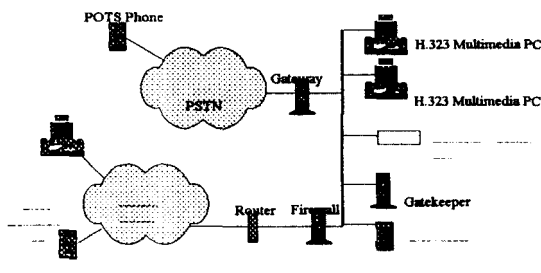 POTS Phone
H.323 Multimedia PC
Gateway
PSTN
H.323 Multimedia PC
Gatekeeper
Router
Firewall